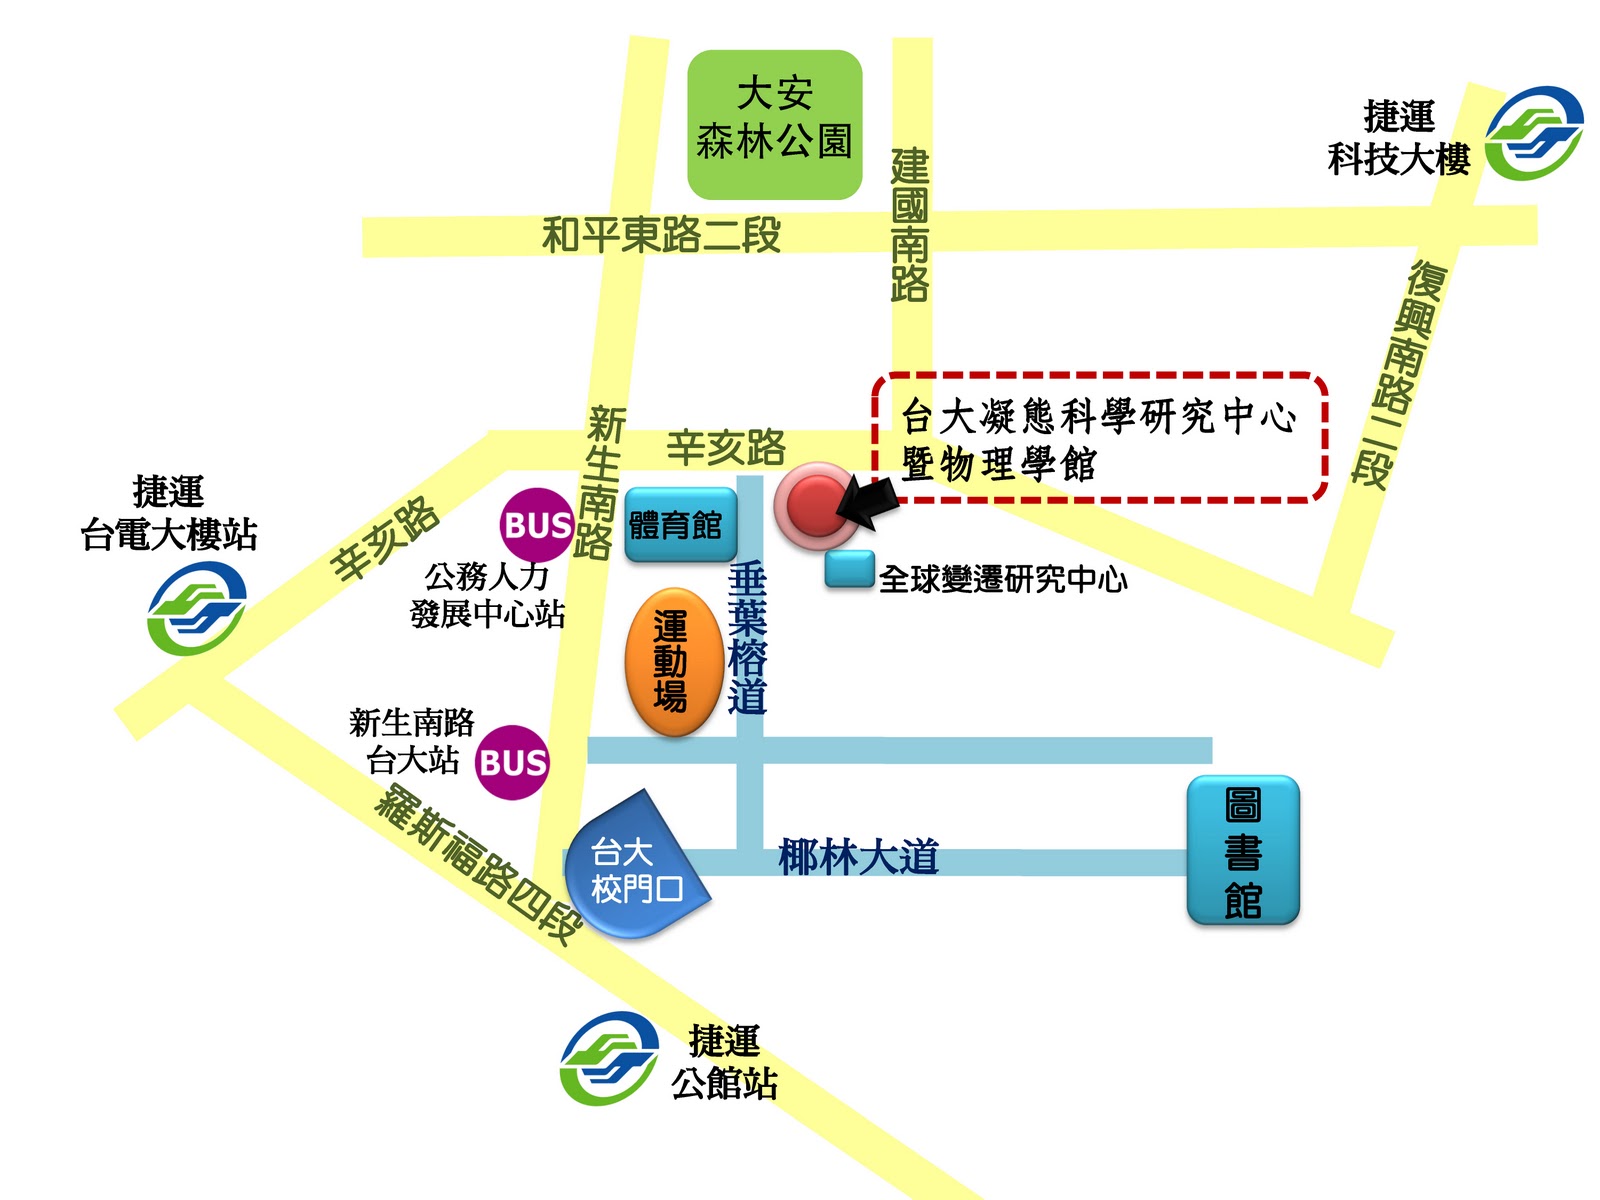 大安
森林公園
捷運
科技大樓
建國南路
和平東路二段
復興南路二段
台大凝態科學研究中心
暨物理學館
新生南路
辛亥路
捷運
台電大樓站
辛亥路
BUS
體育館
公務人力
發展中心站
全球變遷研究中心
垂葉榕道
運動場
新生南路
台大站
BUS
羅斯福路四段
台大
校門口
椰林大道
圖書館
捷運
公館站